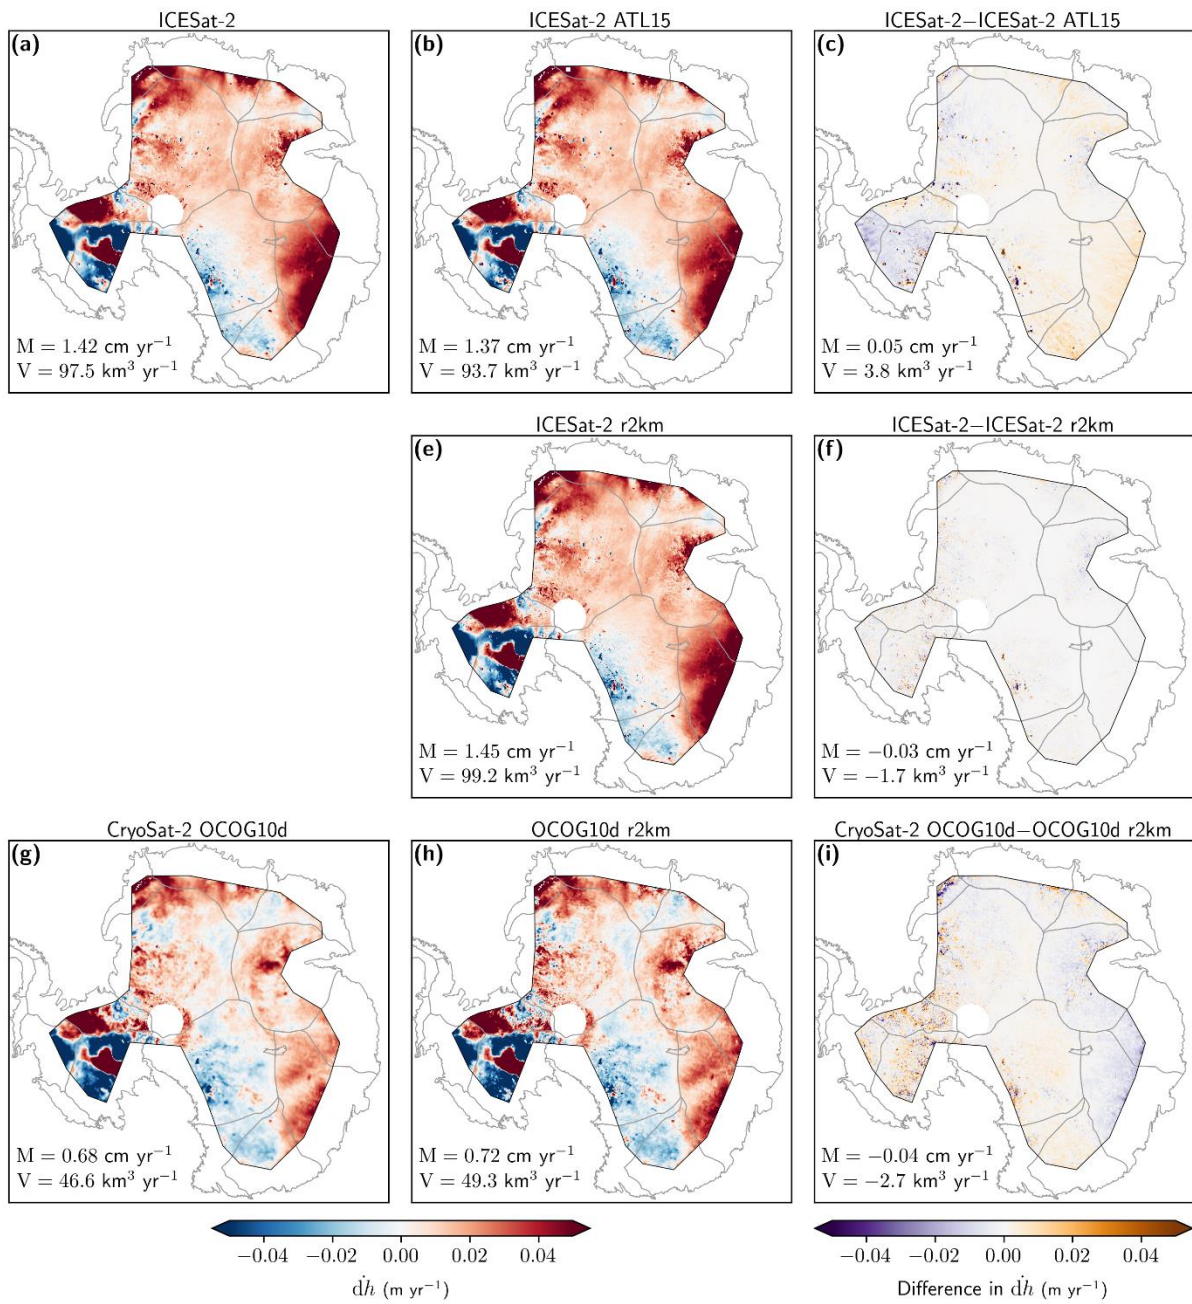 ICESat-2
ICESat-2 ATL15
ICESat-2−ICESat-2 ATL15
(a)
(b)
(c)
M = 1.42 cm yr⁻¹
V = 97.5 km³ yr⁻¹
M = 1.37 cm yr⁻¹
V = 93.7 km³ yr⁻¹
M = 0.05 cm yr⁻¹
V = 3.8 km³ yr⁻¹
ICESat-2 r2km
ICESat-2−ICESat-2 r2km
(e)
(f)
M = 1.45 cm yr⁻¹
V = 99.2 km³ yr⁻¹
M = −0.03 cm yr⁻¹
V = −1.7 km³ yr⁻¹
CryoSat-2 OCOG10d
OCOG10d r2km
CryoSat-2 OCOG10d−OCOG10d r2km
(g)
(h)
(i)
M = 0.68 cm yr⁻¹
V = 46.6 km³ yr⁻¹
M = 0.72 cm yr⁻¹
V = 49.3 km³ yr⁻¹
M = −0.04 cm yr⁻¹
V = −2.7 km³ yr⁻¹
−0.04 −0.02 0.00 0.02 0.04
dḣ (m yr⁻¹)
−0.04 −0.02 0.00 0.02 0.04
Difference in dḣ (m yr⁻¹)